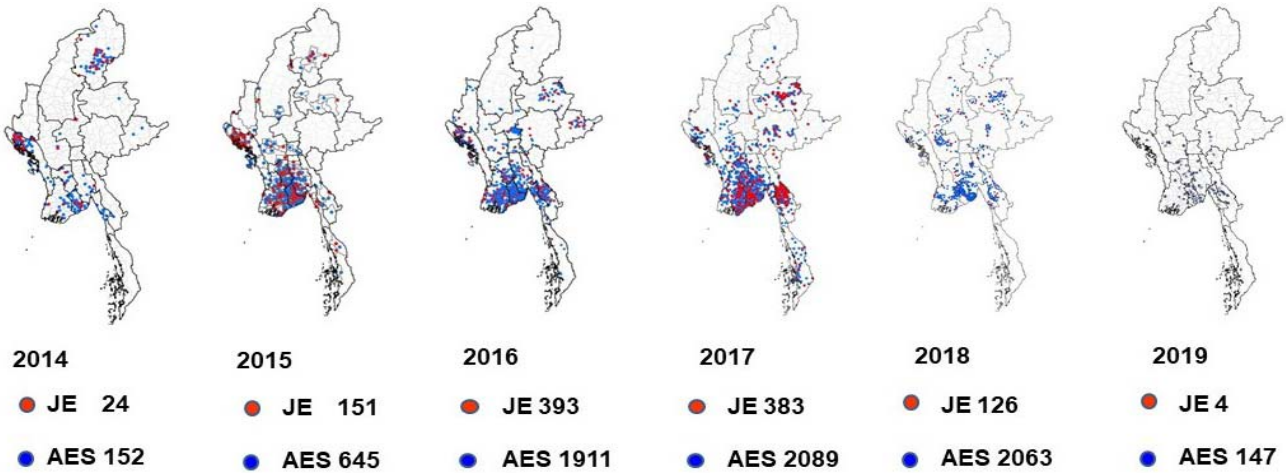 2014 2015 2016 2017 2018 2019
JE 24 JE 151 JE 393 JE 383 JE 126 JE 4
AES 152 AES 645 AES 1911 AES 2089 AES 2063 AES 147